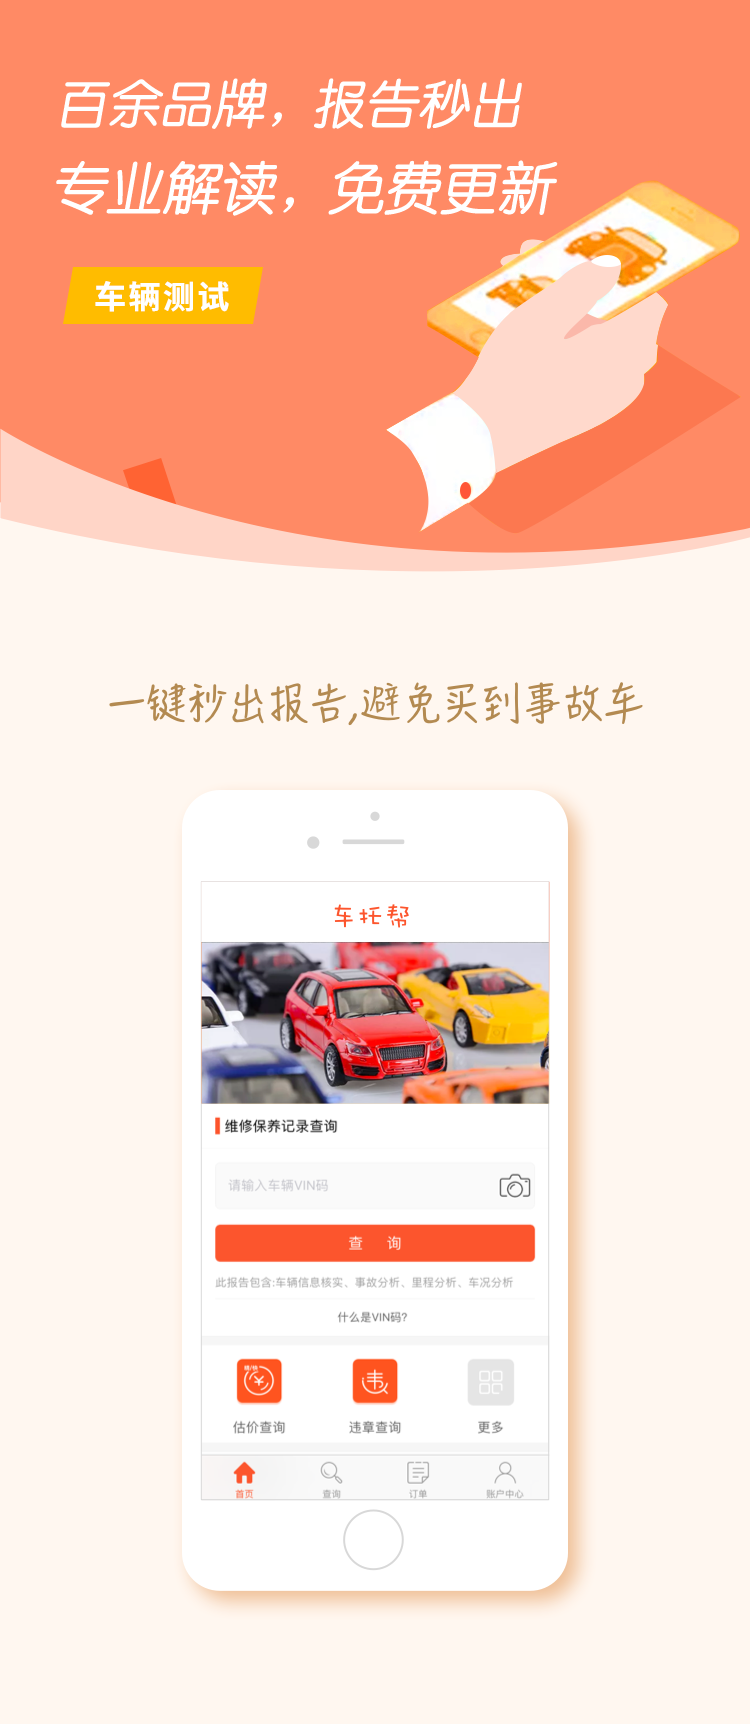 百余品牌，报告秒出
专业解读，免费更新
车辆测试
一键秒出报告,避免买到事故车
车托帮
维修保养记录查询
请输入车辆VIN码
查 询
此报告包含:车辆信息核实、事故分析、里程分析、车况分析
什么是VIN码?
估价查询 违章查询 更多
首页 查询 订单 账户中心